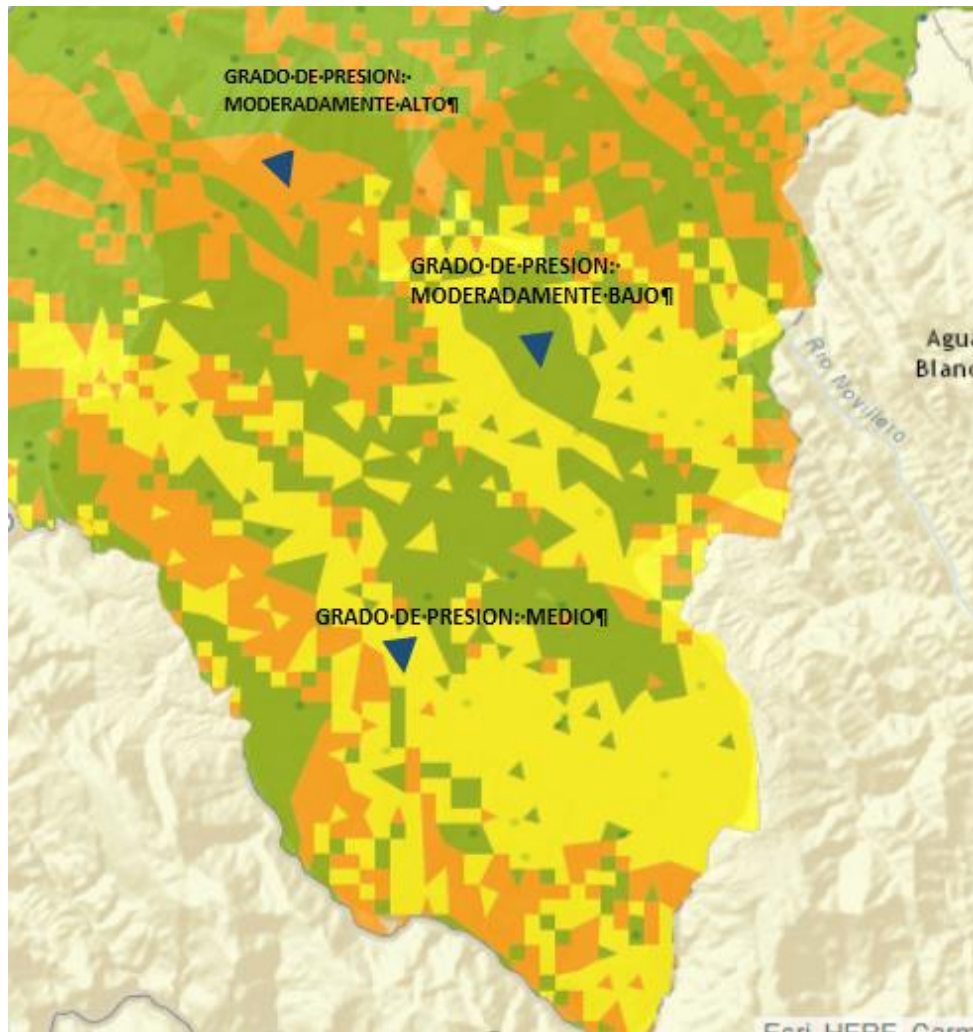 GRADO·DE·PRESION:·
MODERADAMENTE·ALTO¶
GRADO·DE·PRESION:·
MODERADAMENTE·BAJO¶
Agua
Blanc
Río Novillero
GRADO·DE·PRESION:·MEDIO¶
Esri, HERE, Garm